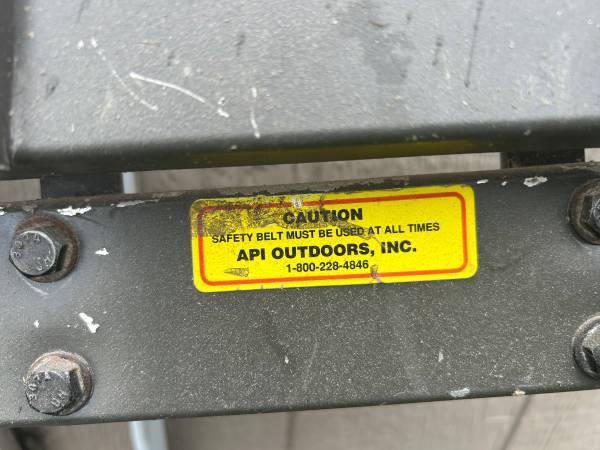 CAUTION
SAFETY BELT MUST BE USED AT ALL TIMES
API OUTDOORS, INC.
1-800-228-4846